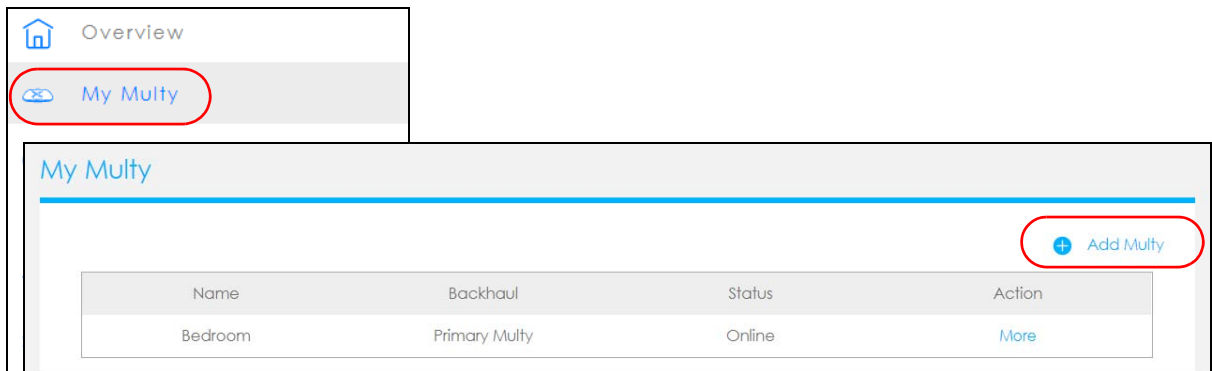 Overview
My Multy
My Multy
Add Multy
Name Backhaul Status Action
Bedroom Primary Multy Online More